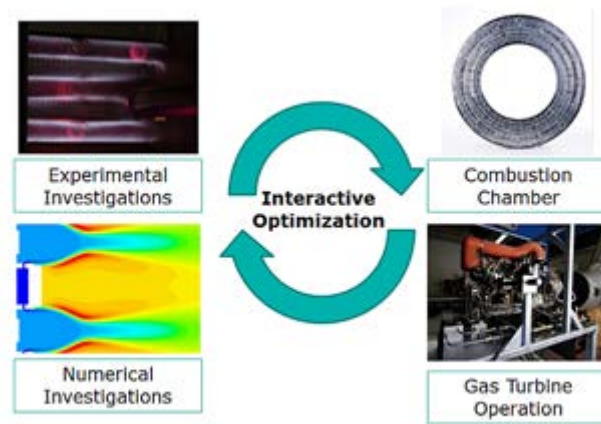 Experimental
Investigations
Combustion
Chamber
Interactive
Optimization
Numerical
Investigations
Gas Turbine
Operation